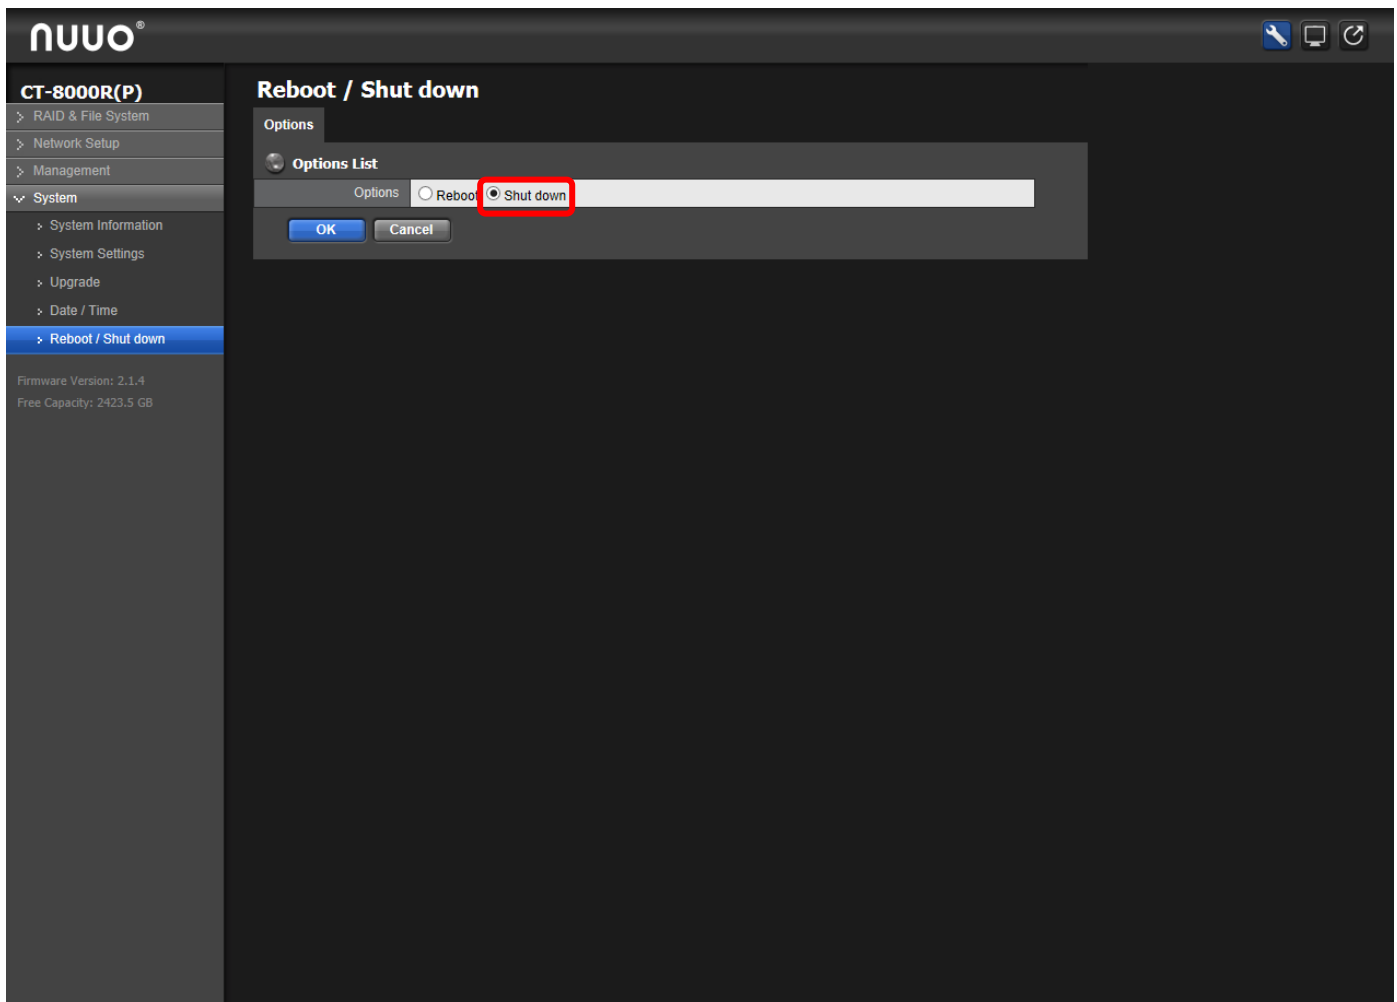 nuuo®
CT-8000R(P)
RAID & File System
Network Setup
Management
System
System Information
System Settings
Upgrade
Date / Time
Reboot / Shut down
Firmware Version: 2.1.4
Free Capacity: 2423.5 GB
Reboot / Shut down
Options
Options List
Options Reboot Shut down
OK Cancel